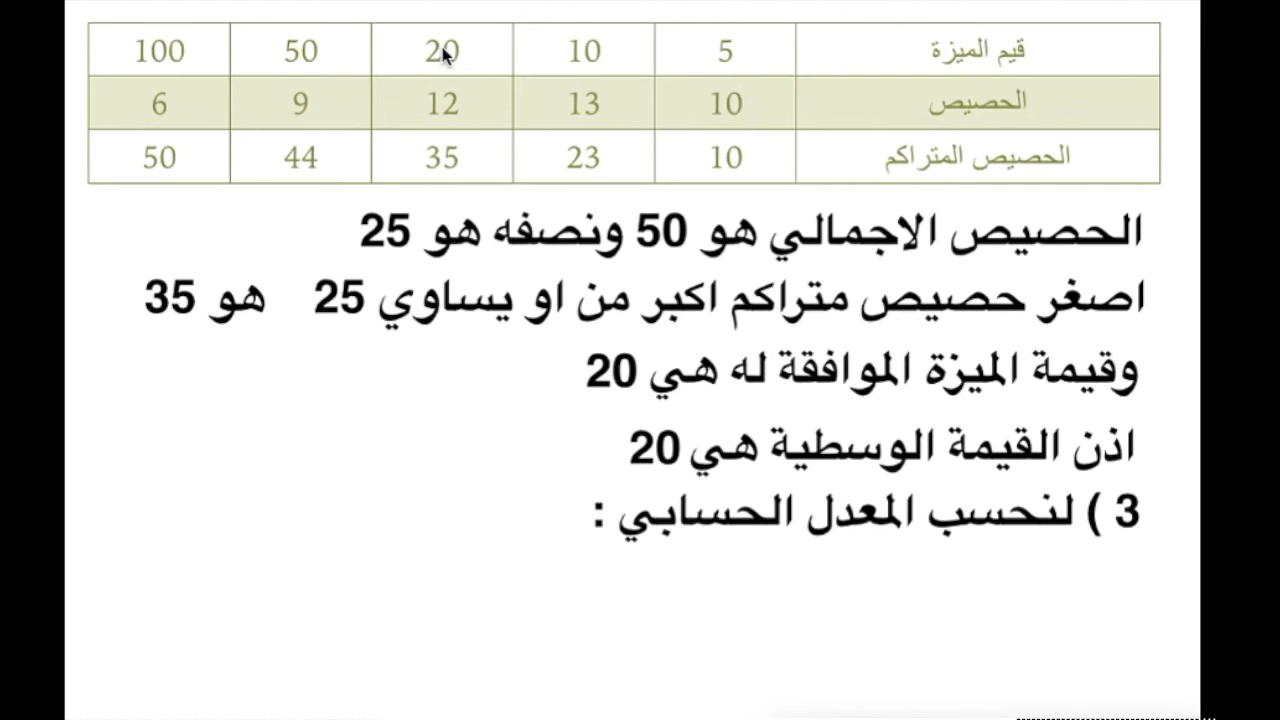 قيم الميزة 5 10 20 50 100
الحصيص 10 13 12 9 6
الحصيص المتراكم 10 23 35 44 50
الحصيص الاجمالي هو 50 ونصفه هو 25
اصغر حصيص متراكم اكبر من او يساوي 25 هو 35
وقيمة الميزة الموافقة له هي 20
اذن القيمة الوسطية هي 20
3 ) لنحسب المعدل الحسابي :